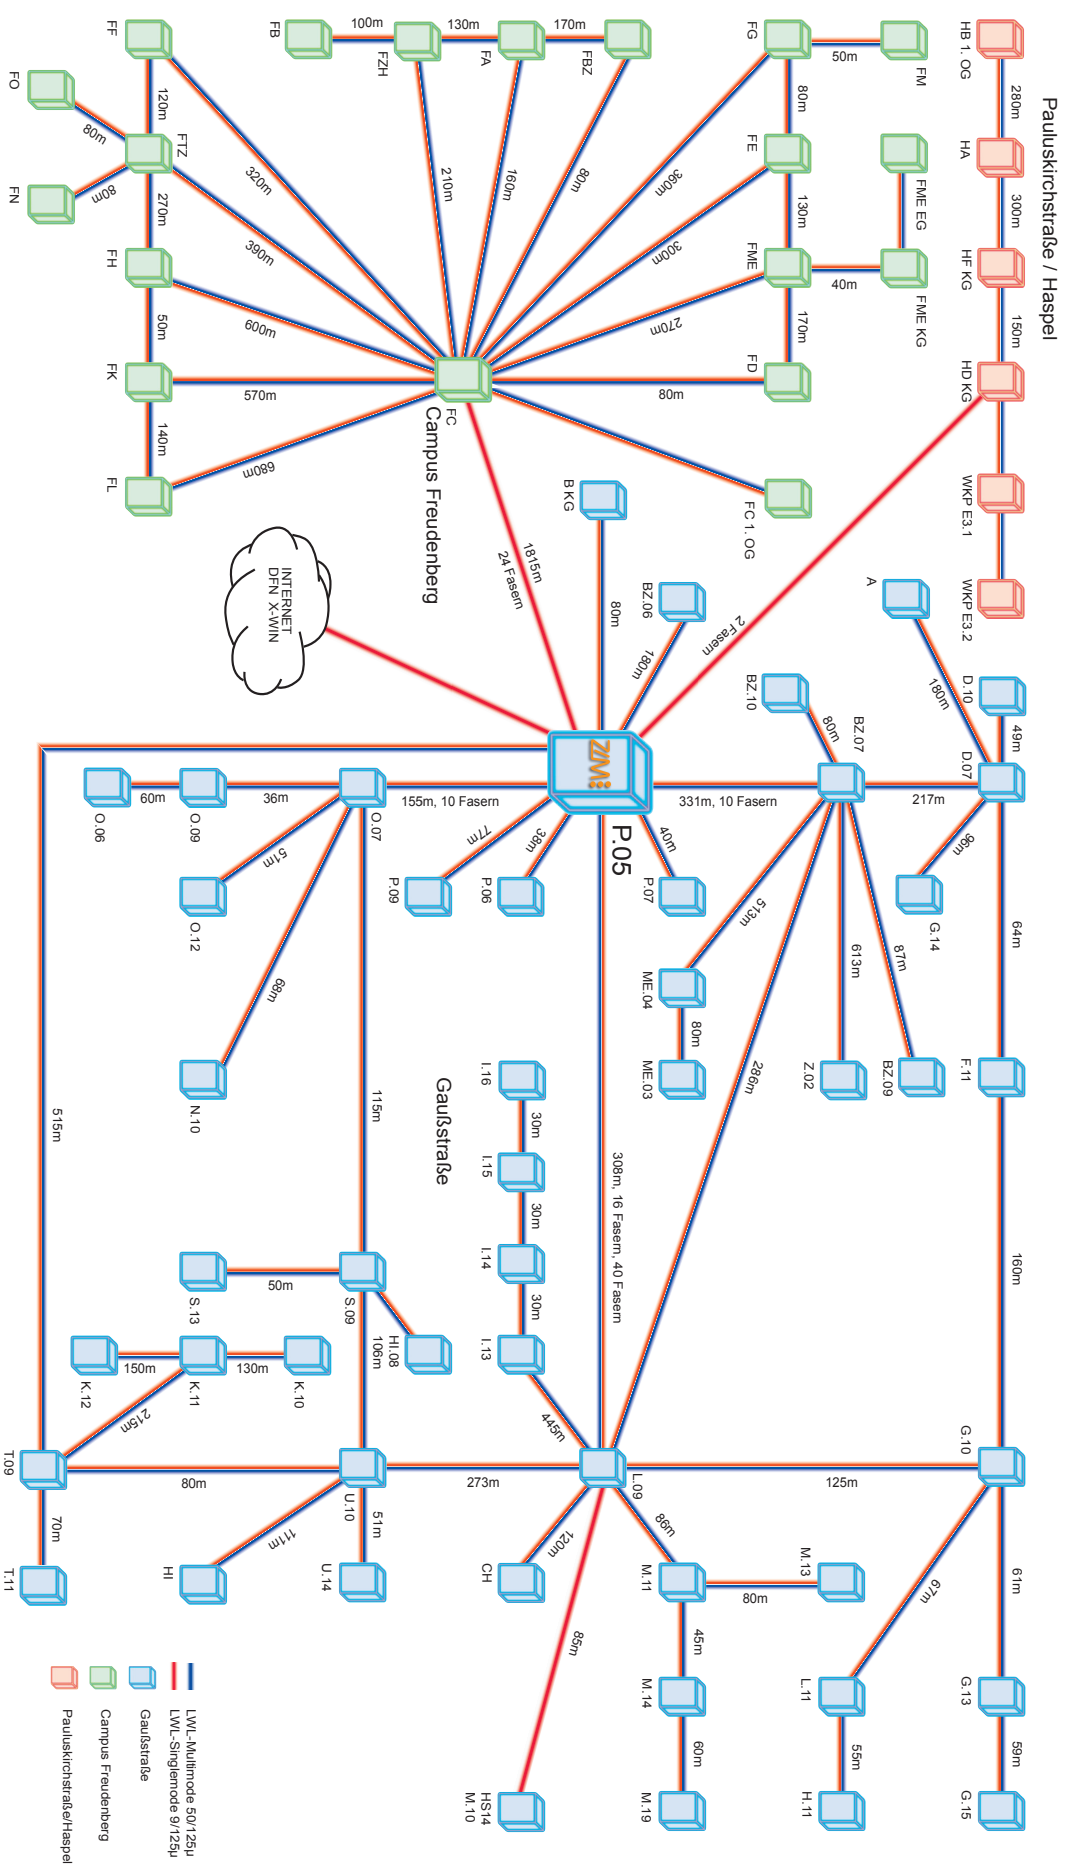 Pauluskirchstraße / Haspel
HB 1. OG
280m
HA
300m
HF KG
150m
HD KG
WKP E3.1
WKP E3.2
2 Fasern
FF
120m
FO
80m
FTZ
FN
80m
270m
FH
50m
FK
140m
FL
320m
390m
600m
570m
680m
FB
100m
FZH
130m
FA
170m
FBZ
210m
160m
80m
FG
50m
FM
80m
FE
130m
FME
FME EG
FME KG
40m
170m
FD
360m
300m
270m
80m
FC 1. OG
FC
Campus Freudenberg
1815m
24 Fasern
INTERNET
DFN X-WIN
B KG
80m
BZ.06
180m
ZIM
P.05
A
180m
D.10
49m
D.07
96m
G.14
217m
BZ.10
80m
BZ.07
331m, 10 Fasern
513m
613m
87m
286m
ME.04
80m
ME.03
Z.02
BZ.09
64m
F.11
160m
G.10
40m
P.07
38m
P.06
77m
P.09
155m, 10 Fasern
O.07
36m
O.09
60m
O.06
51m
O.12
68m
N.10
115m
308m, 16 Fasern, 40 Fasern
515m
Gaußstraße
I.16
30m
I.15
30m
I.14
30m
I.13
445m
S.13
50m
S.09
HI.08
106m
K.12
150m
K.11
130m
K.10
215m
T.09
70m
T.11
80m
U.10
51m
U.14
111m
HI
273m
L.09
125m
120m
CH
86m
M.11
80m
M.13
45m
M.14
60m
M.19
85m
HS14
M.10
61m
G.13
59m
G.15
67m
L.11
55m
H.11
LWL-Multimode 50/125µ
LWL-Singlemode 9/125µ
Gaußstraße
Campus Freudenberg
Pauluskirchstraße/Haspel